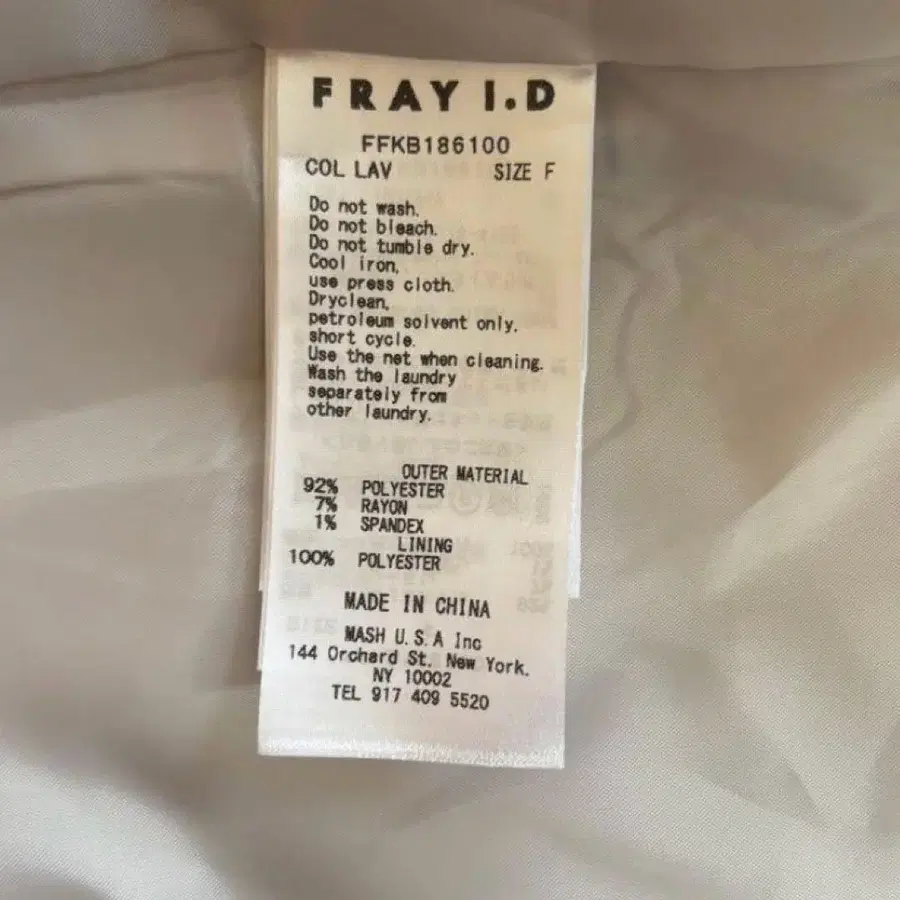 FRAY I.D
FFKB186100
COL LAV SIZE F
Do not wash.
Do not bleach.
Do not tumble dry.
Cool iron,
use press cloth.
Dryclean,
petroleum solvent only,
short cycle.
Use the net when cleaning.
Wash the laundry
separately from
other laundry.
OUTER MATERIAL
92% POLYESTER
7% RAYON
1% SPANDEX
LINING
100% POLYESTER
MADE IN CHINA
MASH U.S.A Inc
144 Orchard St. New York.
NY 10002
TEL 917 409 5520